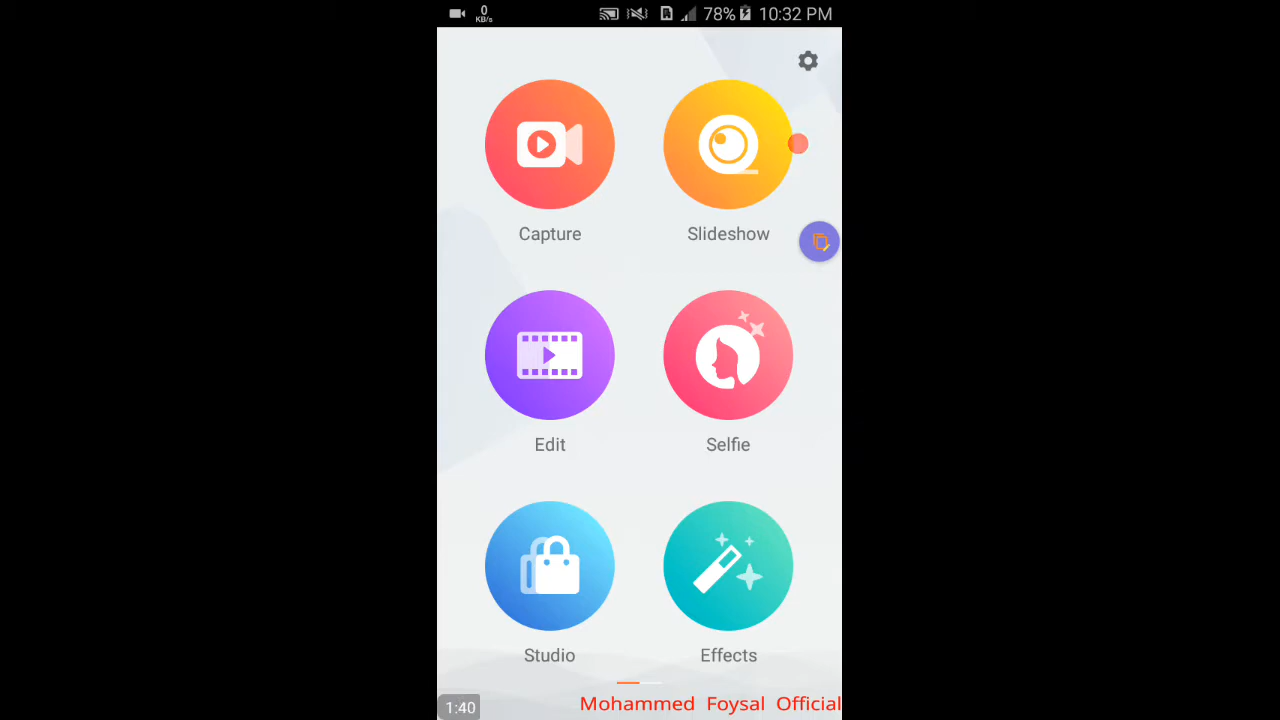 0 KB/s 78% 10:32 PM
Capture Slideshow
Edit Selfie
Studio Effects
1:40 Mohammed Foysal Official